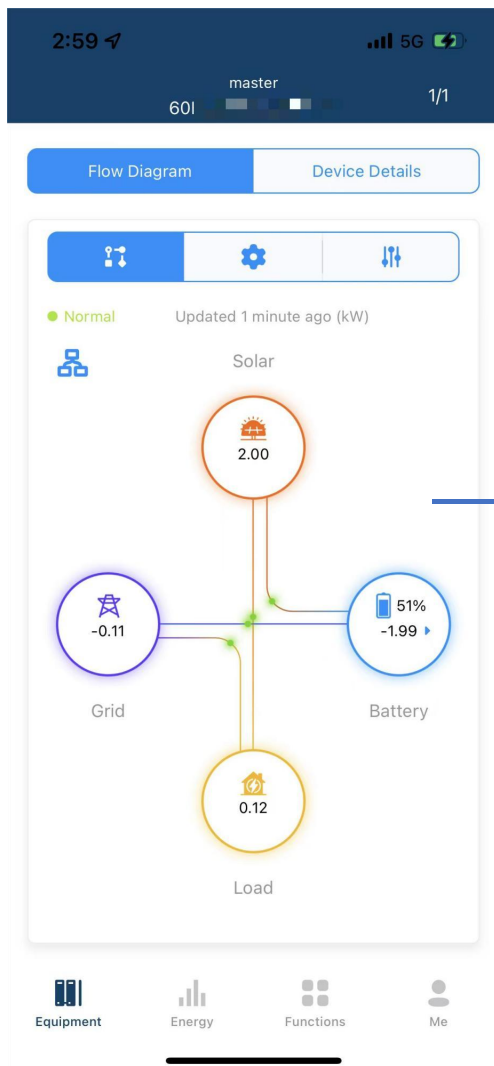 2:59
5G
master
60
1/1
Flow Diagram
Device Details
Normal
Updated 1 minute ago (kW)
Solar
2.00
51%
-0.11
-1.99
Grid
Battery
0.12
Load
Equipment
Energy
Functions
Me